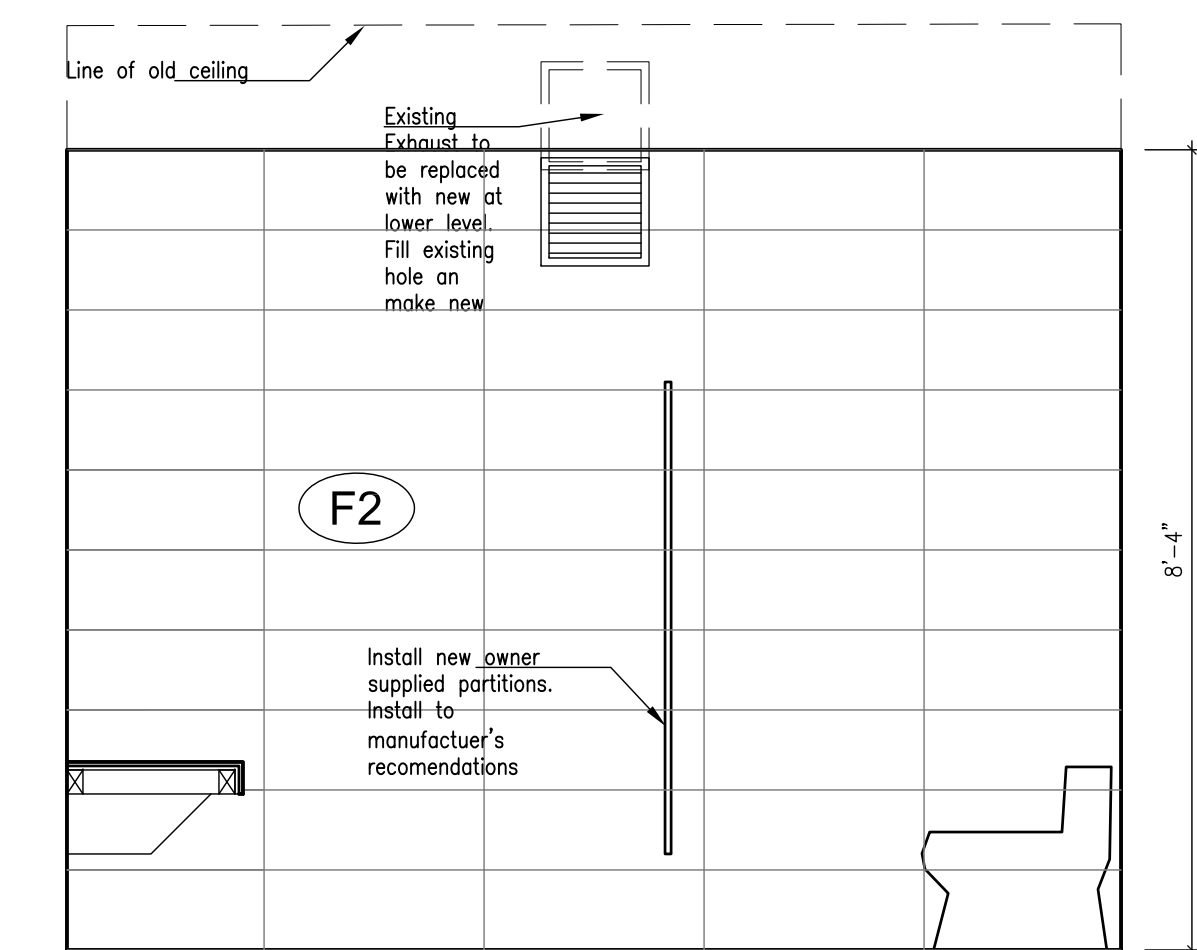 Line of old ceiling
Existing
Exhaust to
be replaced
with new at
lower level.
Fill existing
hole an
make new
F2
8'-4"
Install new owner
supplied partitions.
Install to
manufactuer's
recomendations